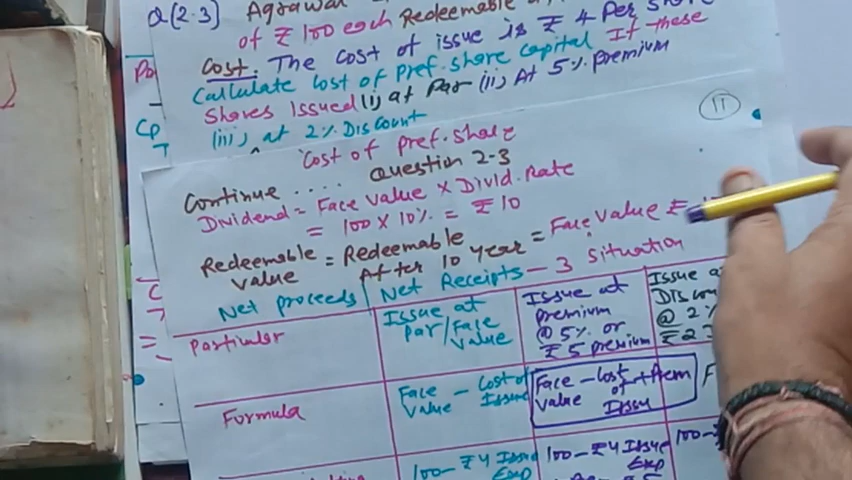 Q(2.3) Agrawal
of ₹ 100 each Redeemable
Cost. The Cost of issue is ₹ 4 Per Share
Callulate Cost of Pref. share capital If these
Shares Issued (i) at Par (ii) At 5% premium
(iii) at 2% Discount
11
Cost of Pref. share
Continue .... Question 2-3
Dividend = Face Value × Divid. Rate
= 100 × 10% = ₹ 10
Redeemable value = Redeemable After 10 year = Face Value ₹
Net proceeds / Net Receipts - 3 situation
Particular
Issue at Par/Face Value
Issue at premium @ 5% or ₹ 5 premium
Issue a
@ 2%
₹ 2
Formula
Face Value - Cost of Issue
Face Value - Cost of Issu + Prem
F
100 - ₹4 Issue
100 - ₹4 Issue Exp
100 -